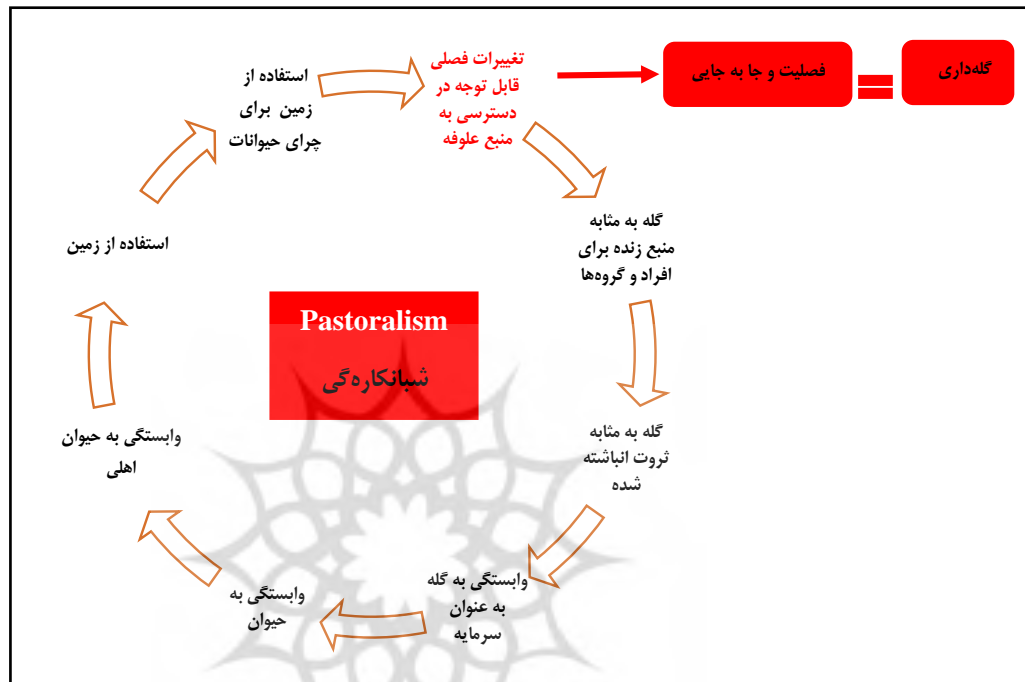 تغییرات فصلی
قابل توجه در
دسترسی به
منبع علوفه
فصلیت و جا به جایی
گله‌داری
گله به مثابه
منبع زنده برای
افراد و گروه‌ها
گله به مثابه
ثروت انباشته
شده
وابستگی به گله
به عنوان
سرمایه
وابستگی به
حیوان
وابستگی به حیوان
اهلی
استفاده از زمین
استفاده از
زمین برای
چرای حیوانات
Pastoralism
شبانکاره‌گی